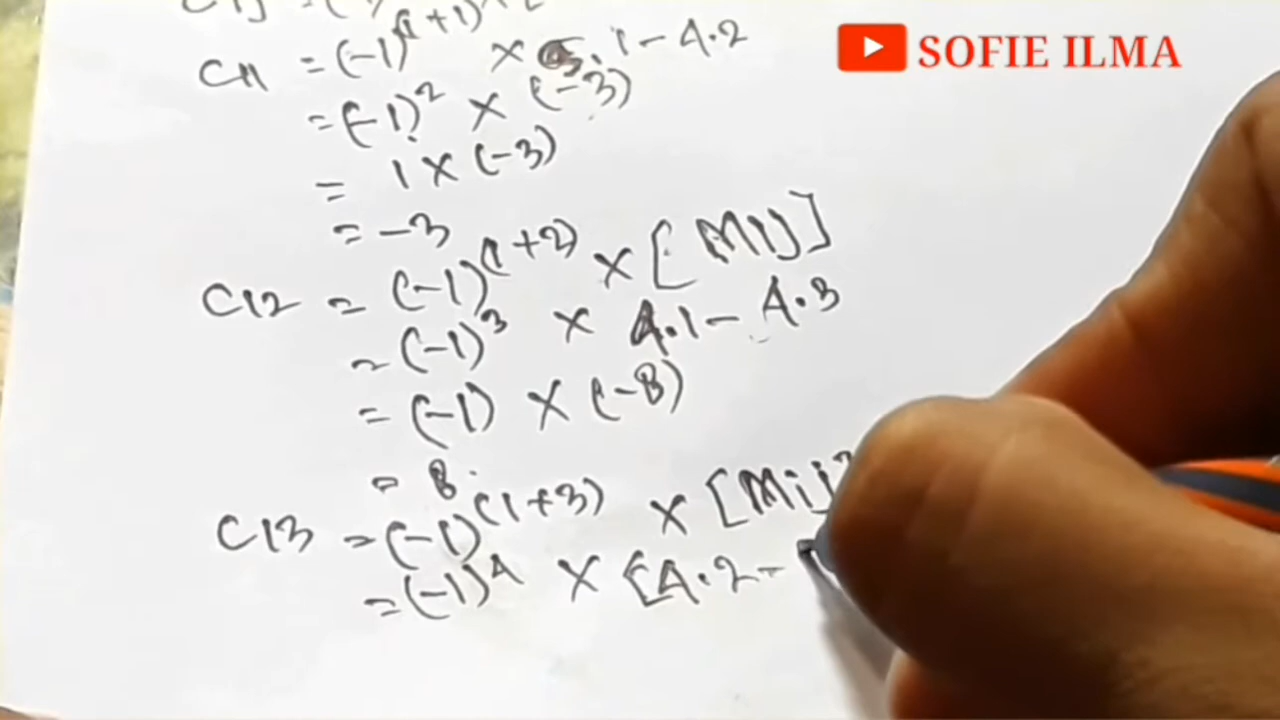 SOFIE ILMA
C11 = (-1)^(1+1) × 5.1 - 4.2
= (-1)^2 × (-3)
= 1 × (-3)
= -3
C12 = (-1)^(1+2) × [Mij]
= (-1)^3 × 4.1 - 4.3
= (-1) × (-8)
= 8
C13 = (-1)^(1+3) × [Mij
= (-1)^4 × [4.2 -